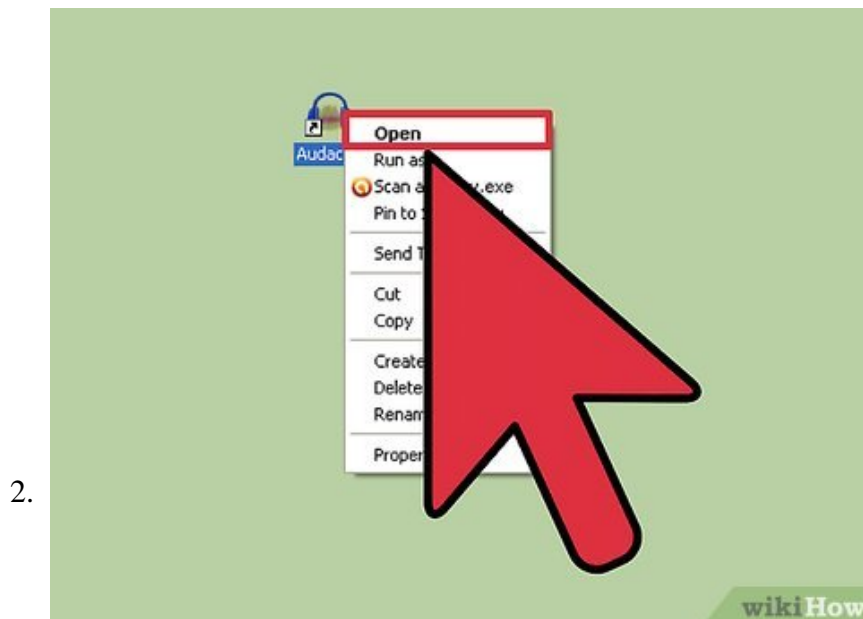 Audac
Open
Run as
Scan a .exe
Pin to
Send T
Cut
Copy
Create
Delete
Renam
Proper
2.
wikiHow